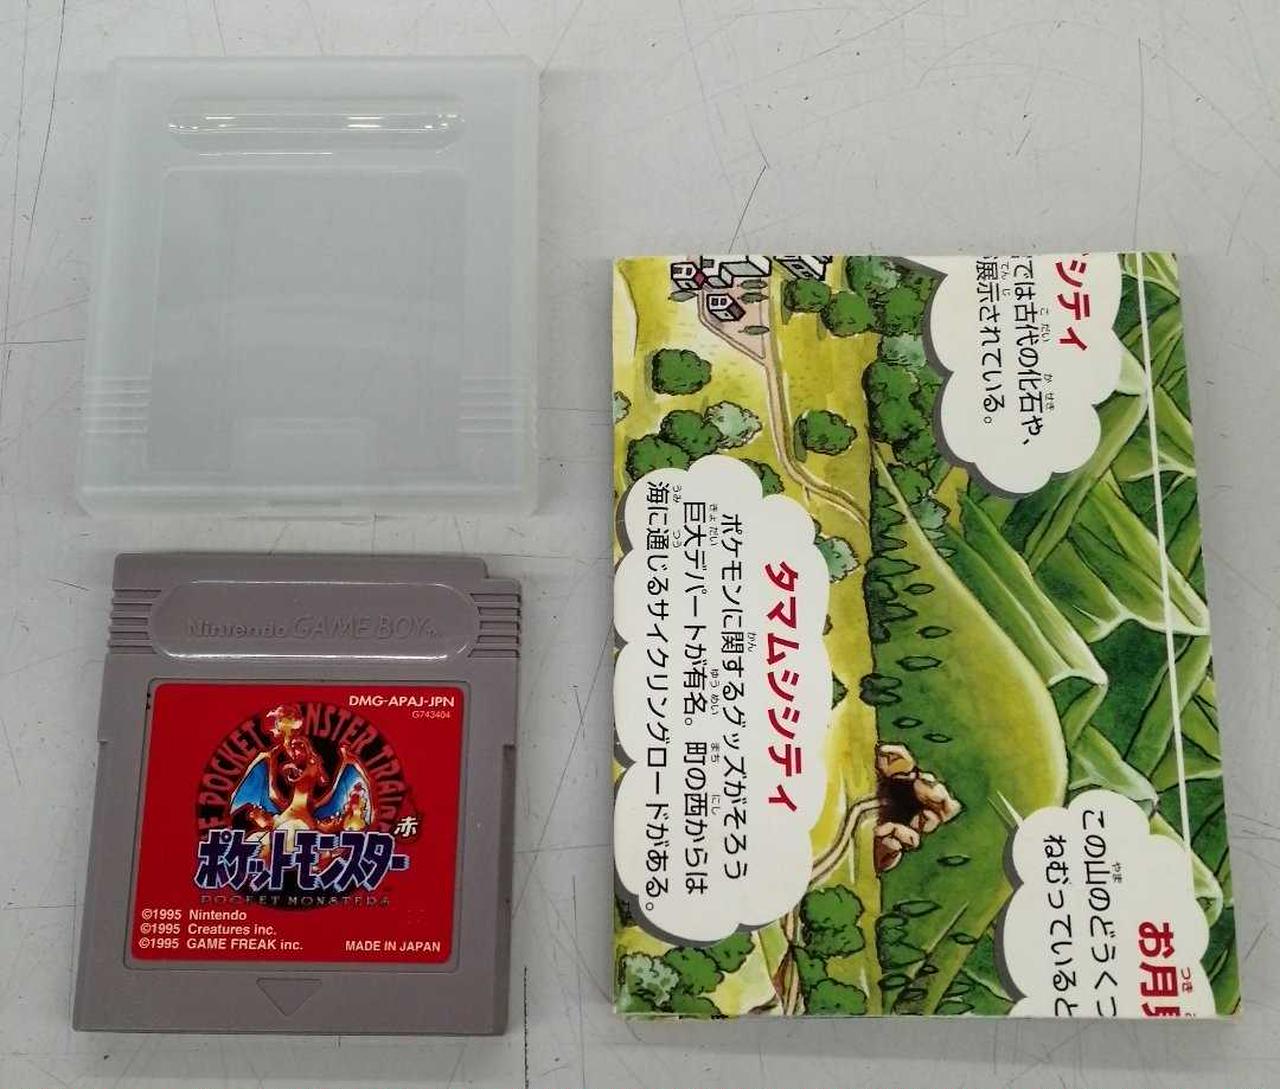 Nintendo GAME BOY
DMG-APAJ-JPN
G743404
POCKET MONSTER TRAI
赤
ポケットモンスター
POCKET MONSTERS
©1995 Nintendo
©1995 Creatures inc.
©1995 GAME FREAK inc.
MADE IN JAPAN
シティ
では古代の化石や、
展示されている。
タマムシシティ
ポケモンに関するグッズがそろう
巨大デパートが有名。町の西からは
海に通じるサイクリングロードがある。
お月
この山のどうくつ
ねむっていると